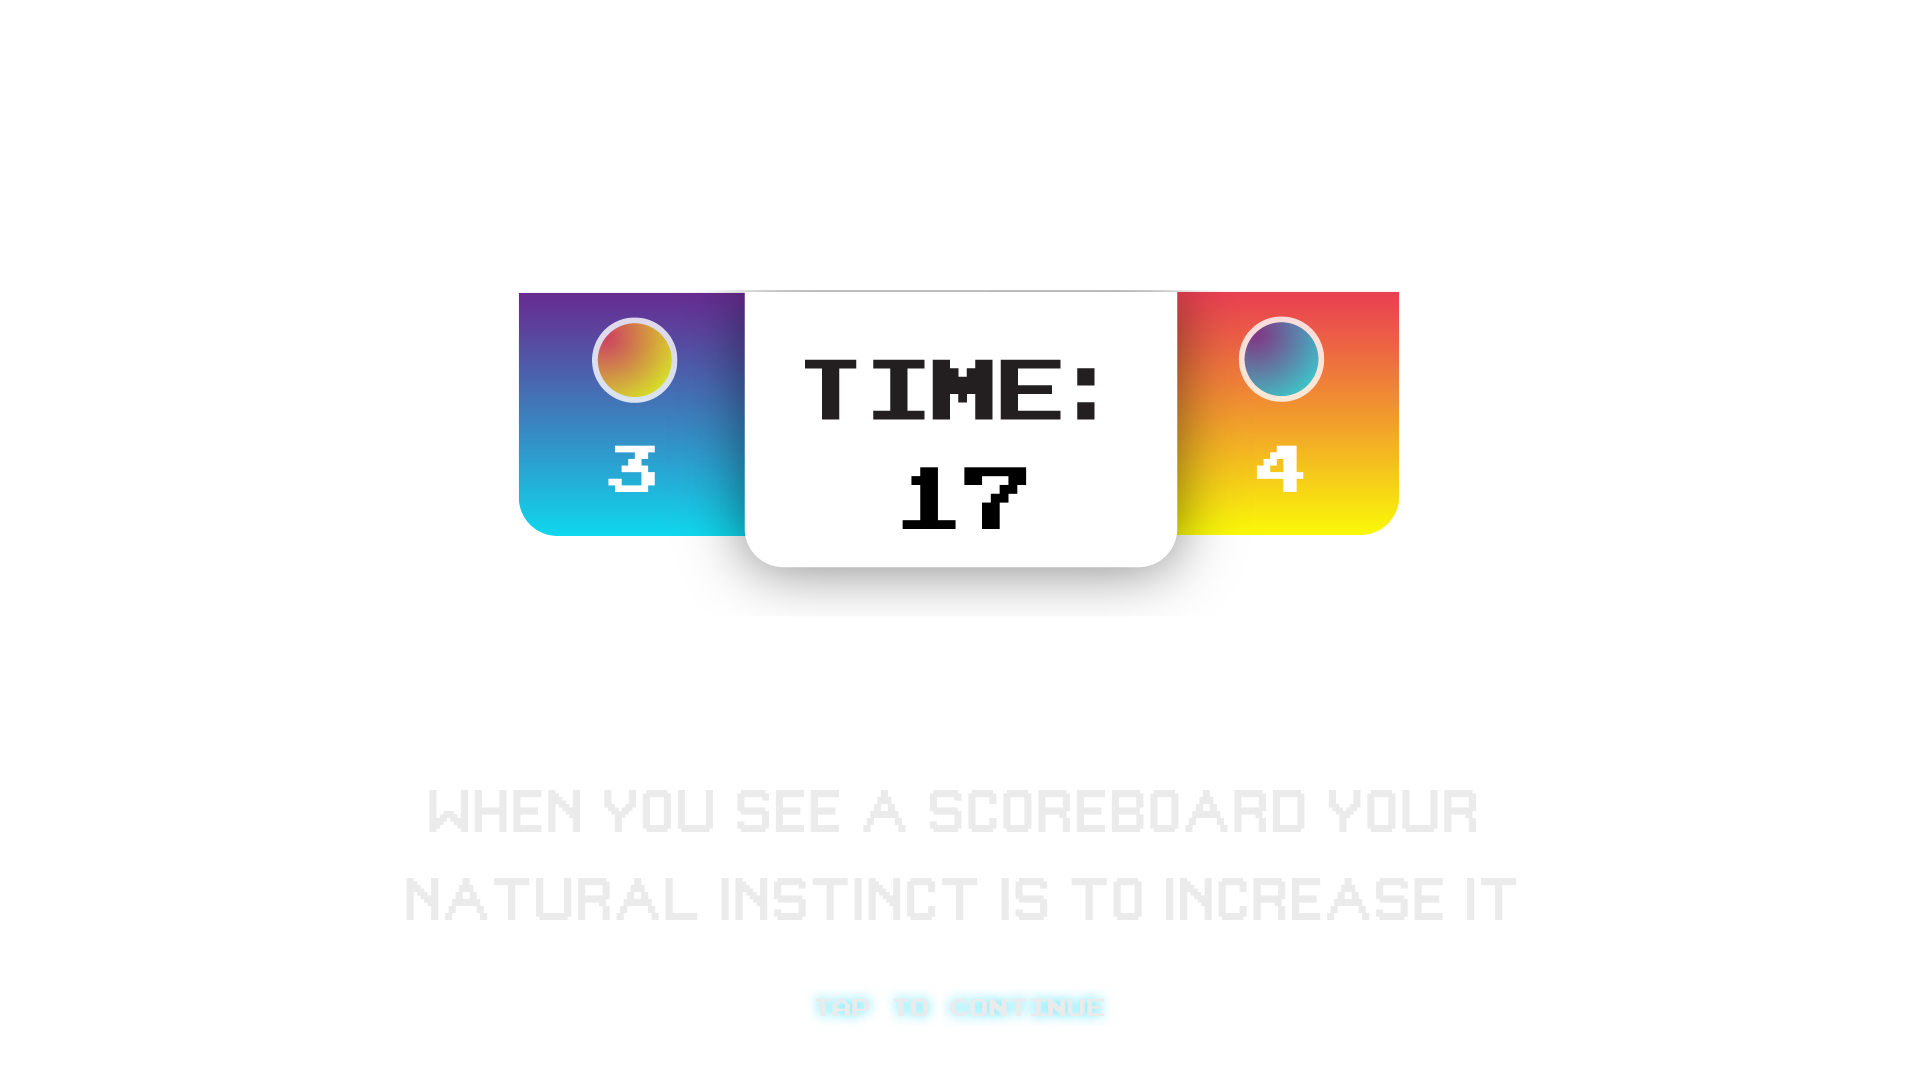 TIME:
3
17
4
WHEN YOU SEE A SCOREBOARD YOUR
NATURAL INSTINCT IS TO INCREASE IT
TAP TO CONTINUE